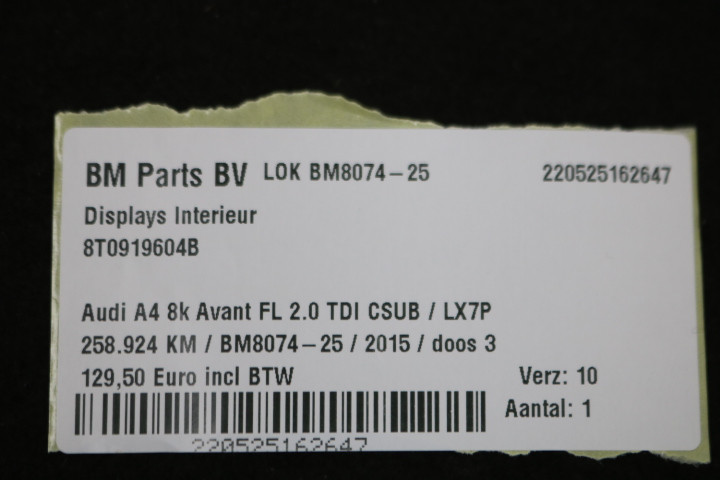 BM Parts BV LOK BM8074-25 220525162647
Displays Interieur
8T0919604B
Audi A4 8k Avant FL 2.0 TDI CSUB / LX7P
258.924 KM / BM8074-25 / 2015 / doos 3
129,50 Euro incl BTW Verz: 10
Aantal: 1
220525162647